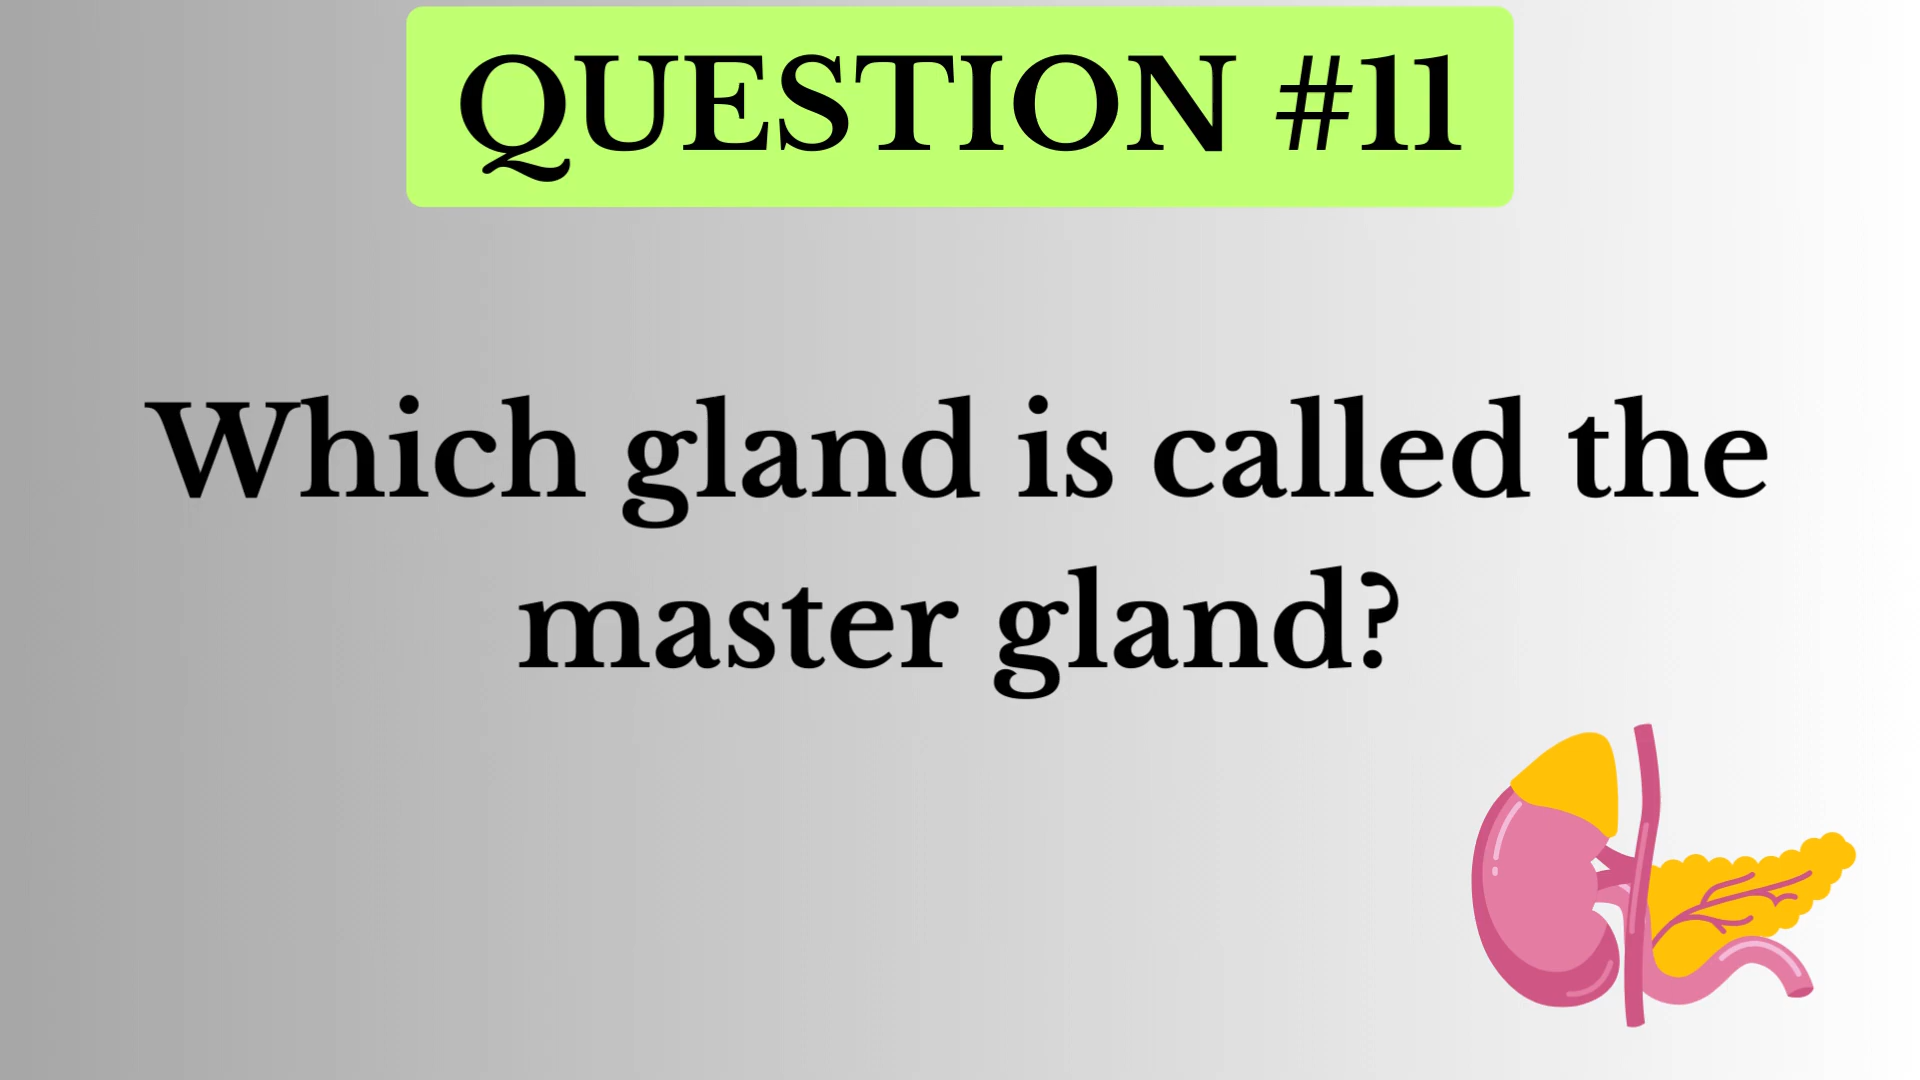 QUESTION #11
Which gland is called the
master gland?